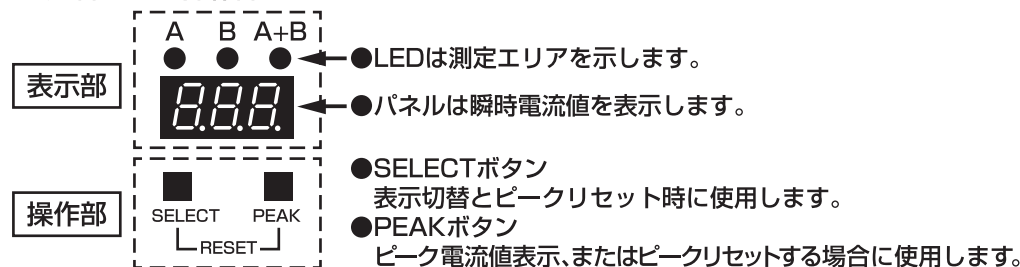 A B A+B
●LEDは測定エリアを示します。
表示部
8.8.8.
●パネルは瞬時電流値を表示します。
●SELECTボタン
表示切替とピークリセット時に使用します。
操作部
SELECT PEAK
RESET
●PEAKボタン
ピーク電流値表示、またはピークリセットする場合に使用します。